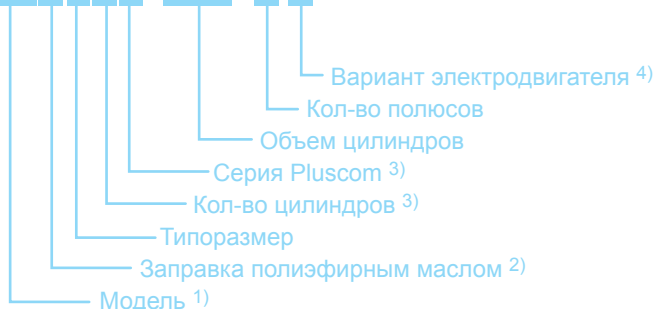 Вариант электродвигателя 4)
Кол-во полюсов
Объем цилиндров
Серия Pluscom 3)
Кол-во цилиндров 3)
Типоразмер
Заправка полиэфирным маслом 2)
Модель 1)